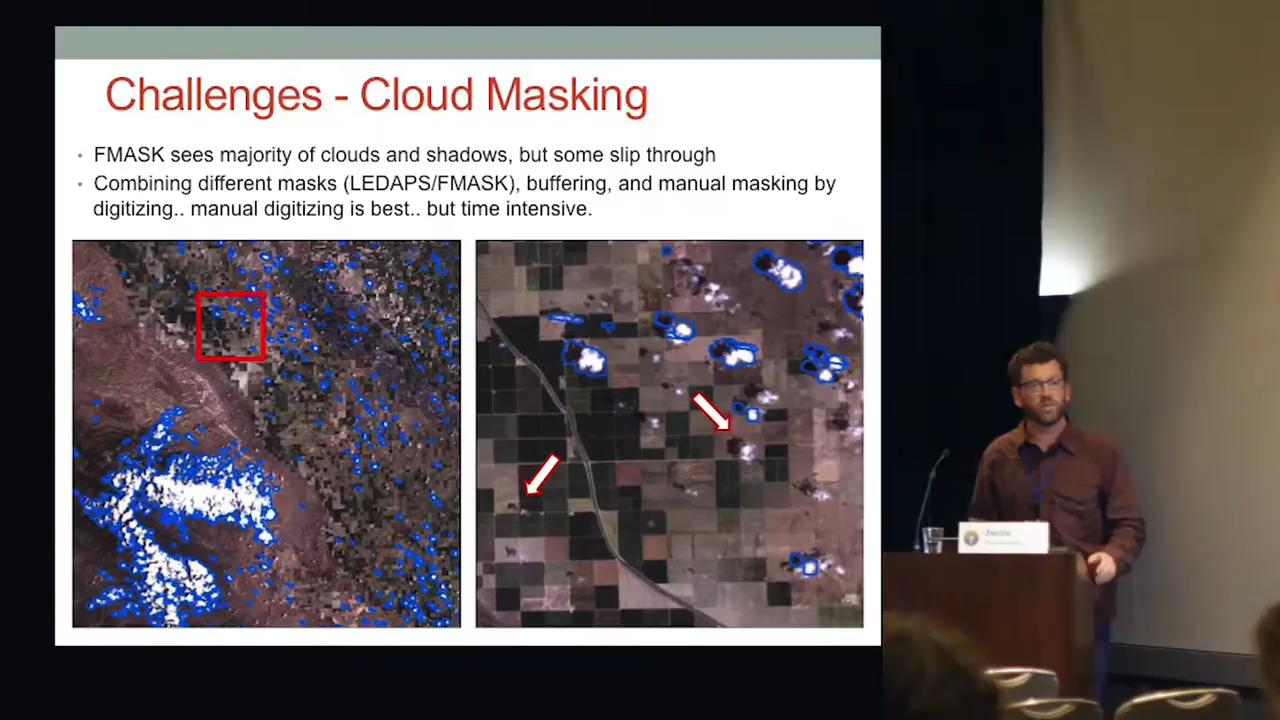 Challenges - Cloud Masking
• FMASK sees majority of clouds and shadows, but some slip through
• Combining different masks (LEDAPS/FMASK), buffering, and manual masking by
digitizing.. manual digitizing is best.. but time intensive.